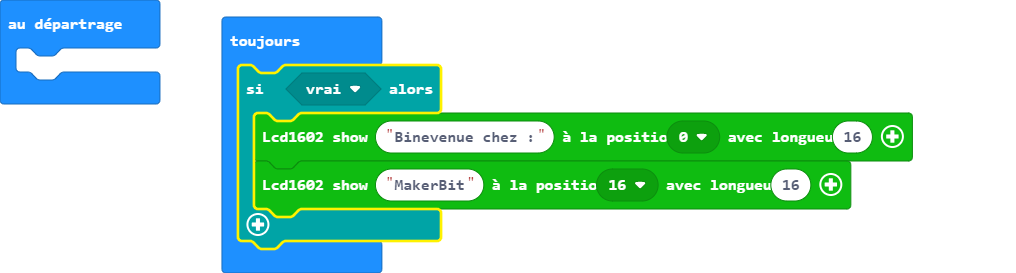 au départrage
toujours
si vrai alors
Lcd1602 show "Binevenue chez :" à la positio 0 avec longueu 16
Lcd1602 show "MakerBit" à la positio 16 avec longueu 16